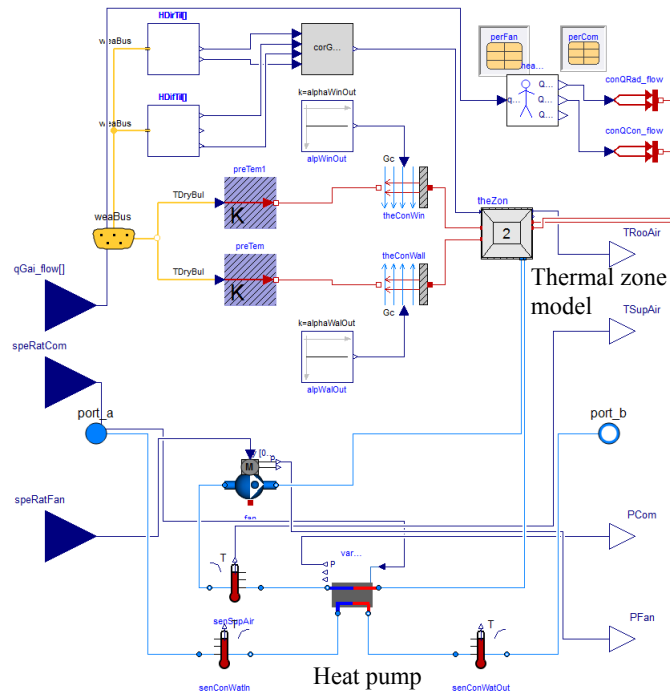 HDirTil[]
weaBus
corG...
perFan
perCom
hea...
Q...
q...
Q...
Q...
conQRad_flow
conQCon_flow
HDifTil[]
weaBus
k=alphaWinOut
alpWinOut
Gc
preTem1
TDryBul
K
theConWin
theZon
2
weaBus
preTem
theConWall
TDryBul
K
Gc
TRooAir
Thermal zone
model
qGai_flow[]
k=alphaWalOut
alpWalOut
TSupAir
speRatCom
port_a
port_b
[0...
P
M
fan
speRatFan
var...
P
PCom
T
senSupAir
T
senConWatIn
Heat pump
T
senConWatOut
PFan